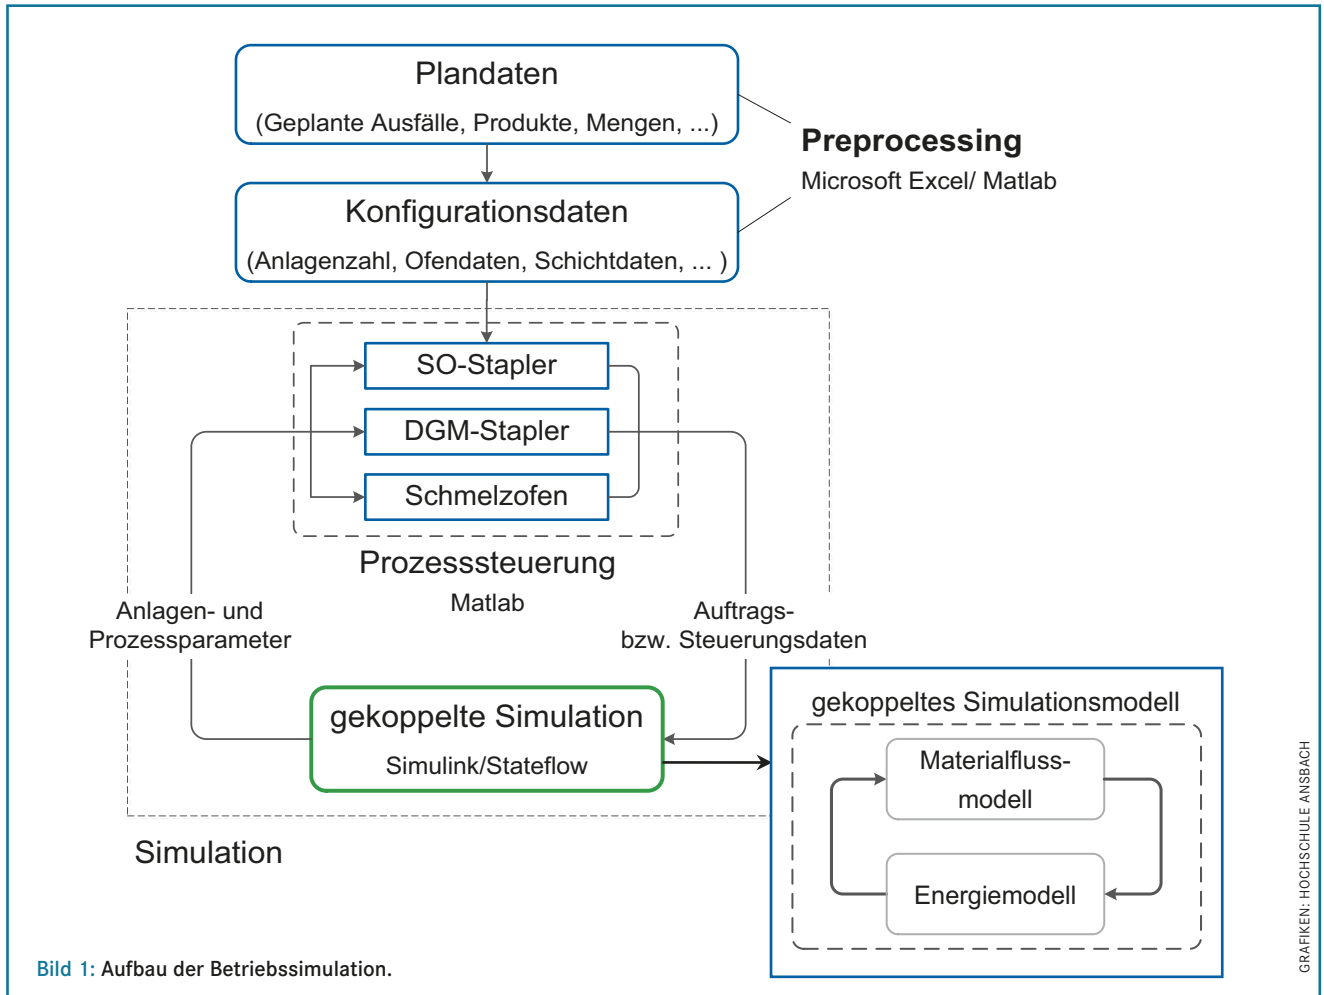 Plandaten
(Geplante Ausfälle, Produkte, Mengen, ...)
Preprocessing
Microsoft Excel/ Matlab
Konfigurationsdaten
(Anlagenzahl, Ofendaten, Schichtdaten, ... )
SO-Stapler
DGM-Stapler
Schmelzofen
Prozesssteuerung
Matlab
Anlagen- und
Prozessparameter
Auftrags-
bzw. Steuerungsdaten
gekoppelte Simulation
Simulink/Stateflow
gekoppeltes Simulationsmodell
Materialfluss-
modell
Energiemodell
Simulation
Bild 1: Aufbau der Betriebssimulation.
GRAFIKEN: HOCHSCHULE ANSBACH